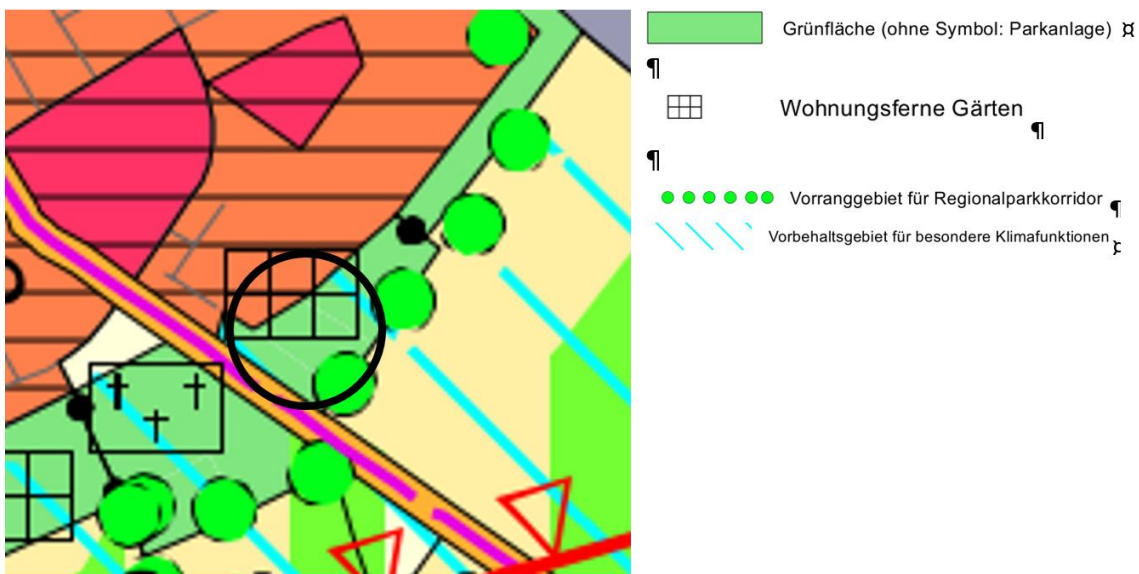 Grünfläche (ohne Symbol: Parkanlage) ¤
¶
Wohnungsferne Gärten ¶
¶
Vorranggebiet für Regionalparkkorridor ¶
Vorbehaltsgebiet für besondere Klimafunktionen ¤